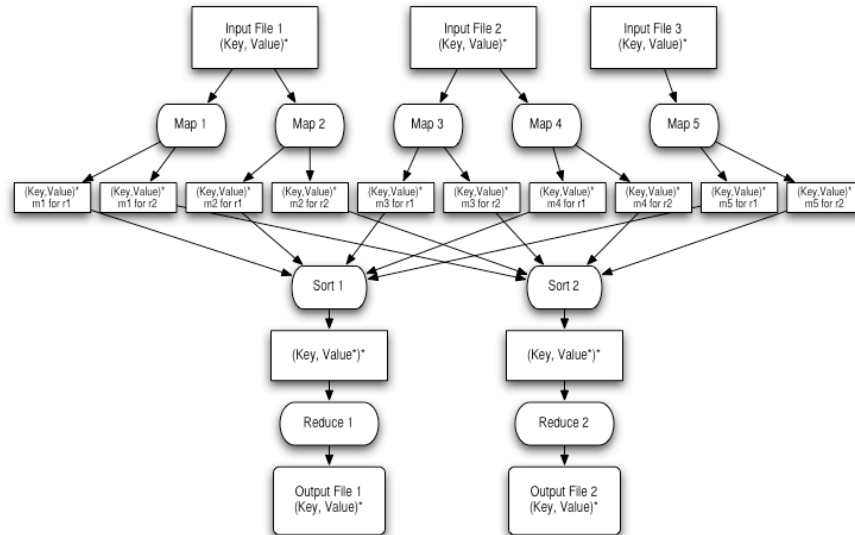 Input File 1
(Key, Value)*
Input File 2
(Key, Value)*
Input File 3
(Key, Value)*
Map 1
Map 2
Map 3
Map 4
Map 5
(Key,Value)*
m1 for r1
(Key,Value)*
m1 for r2
(Key,Value)*
m2 for r1
(Key,Value)*
m2 for r2
(Key,Value)*
m3 for r1
(Key,Value)*
m3 for r2
(Key,Value)*
m4 for r1
(Key,Value)*
m4 for r2
(Key,Value)*
m5 for r1
(Key,Value)*
m5 for r2
Sort 1
Sort 2
(Key, Value*)*
(Key, Value*)*
Reduce 1
Reduce 2
Output File 1
(Key, Value)*
Output File 2
(Key, Value)*